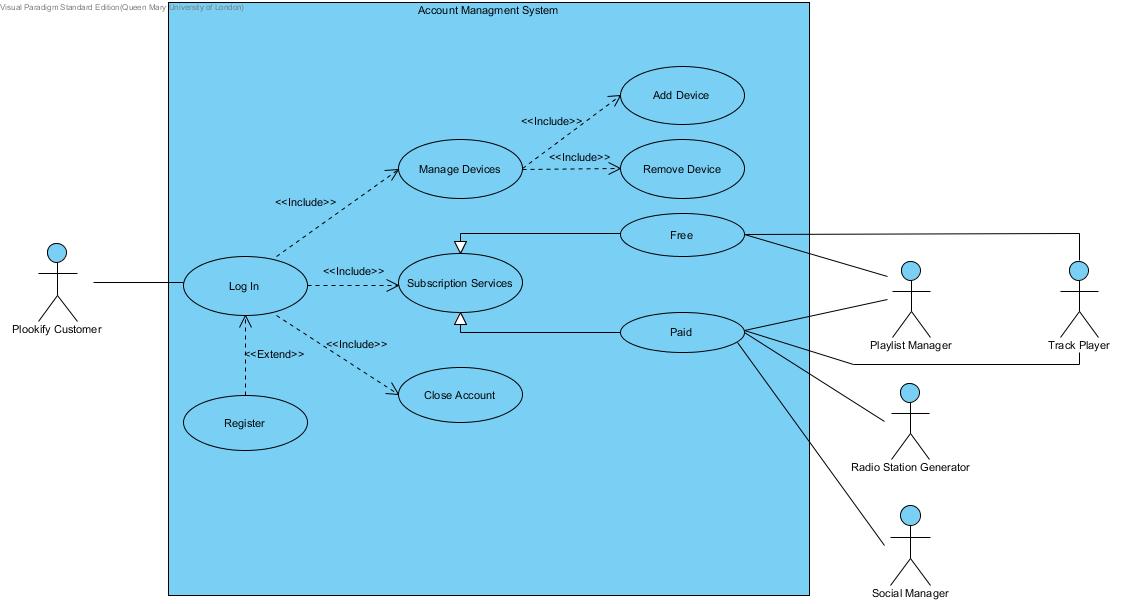 Visual Paradigm Standard Edition(Queen Mary University of London)
Account Managment System
Add Device
<<Include>>
<<Include>>
Manage Devices
Remove Device
<<Include>>
Free
<<Include>>
Subscription Services
Log In
Plookify Customer
Paid
Playlist Manager
Track Player
<<Include>>
<<Extend>>
Close Account
Register
Radio Station Generator
Social Manager